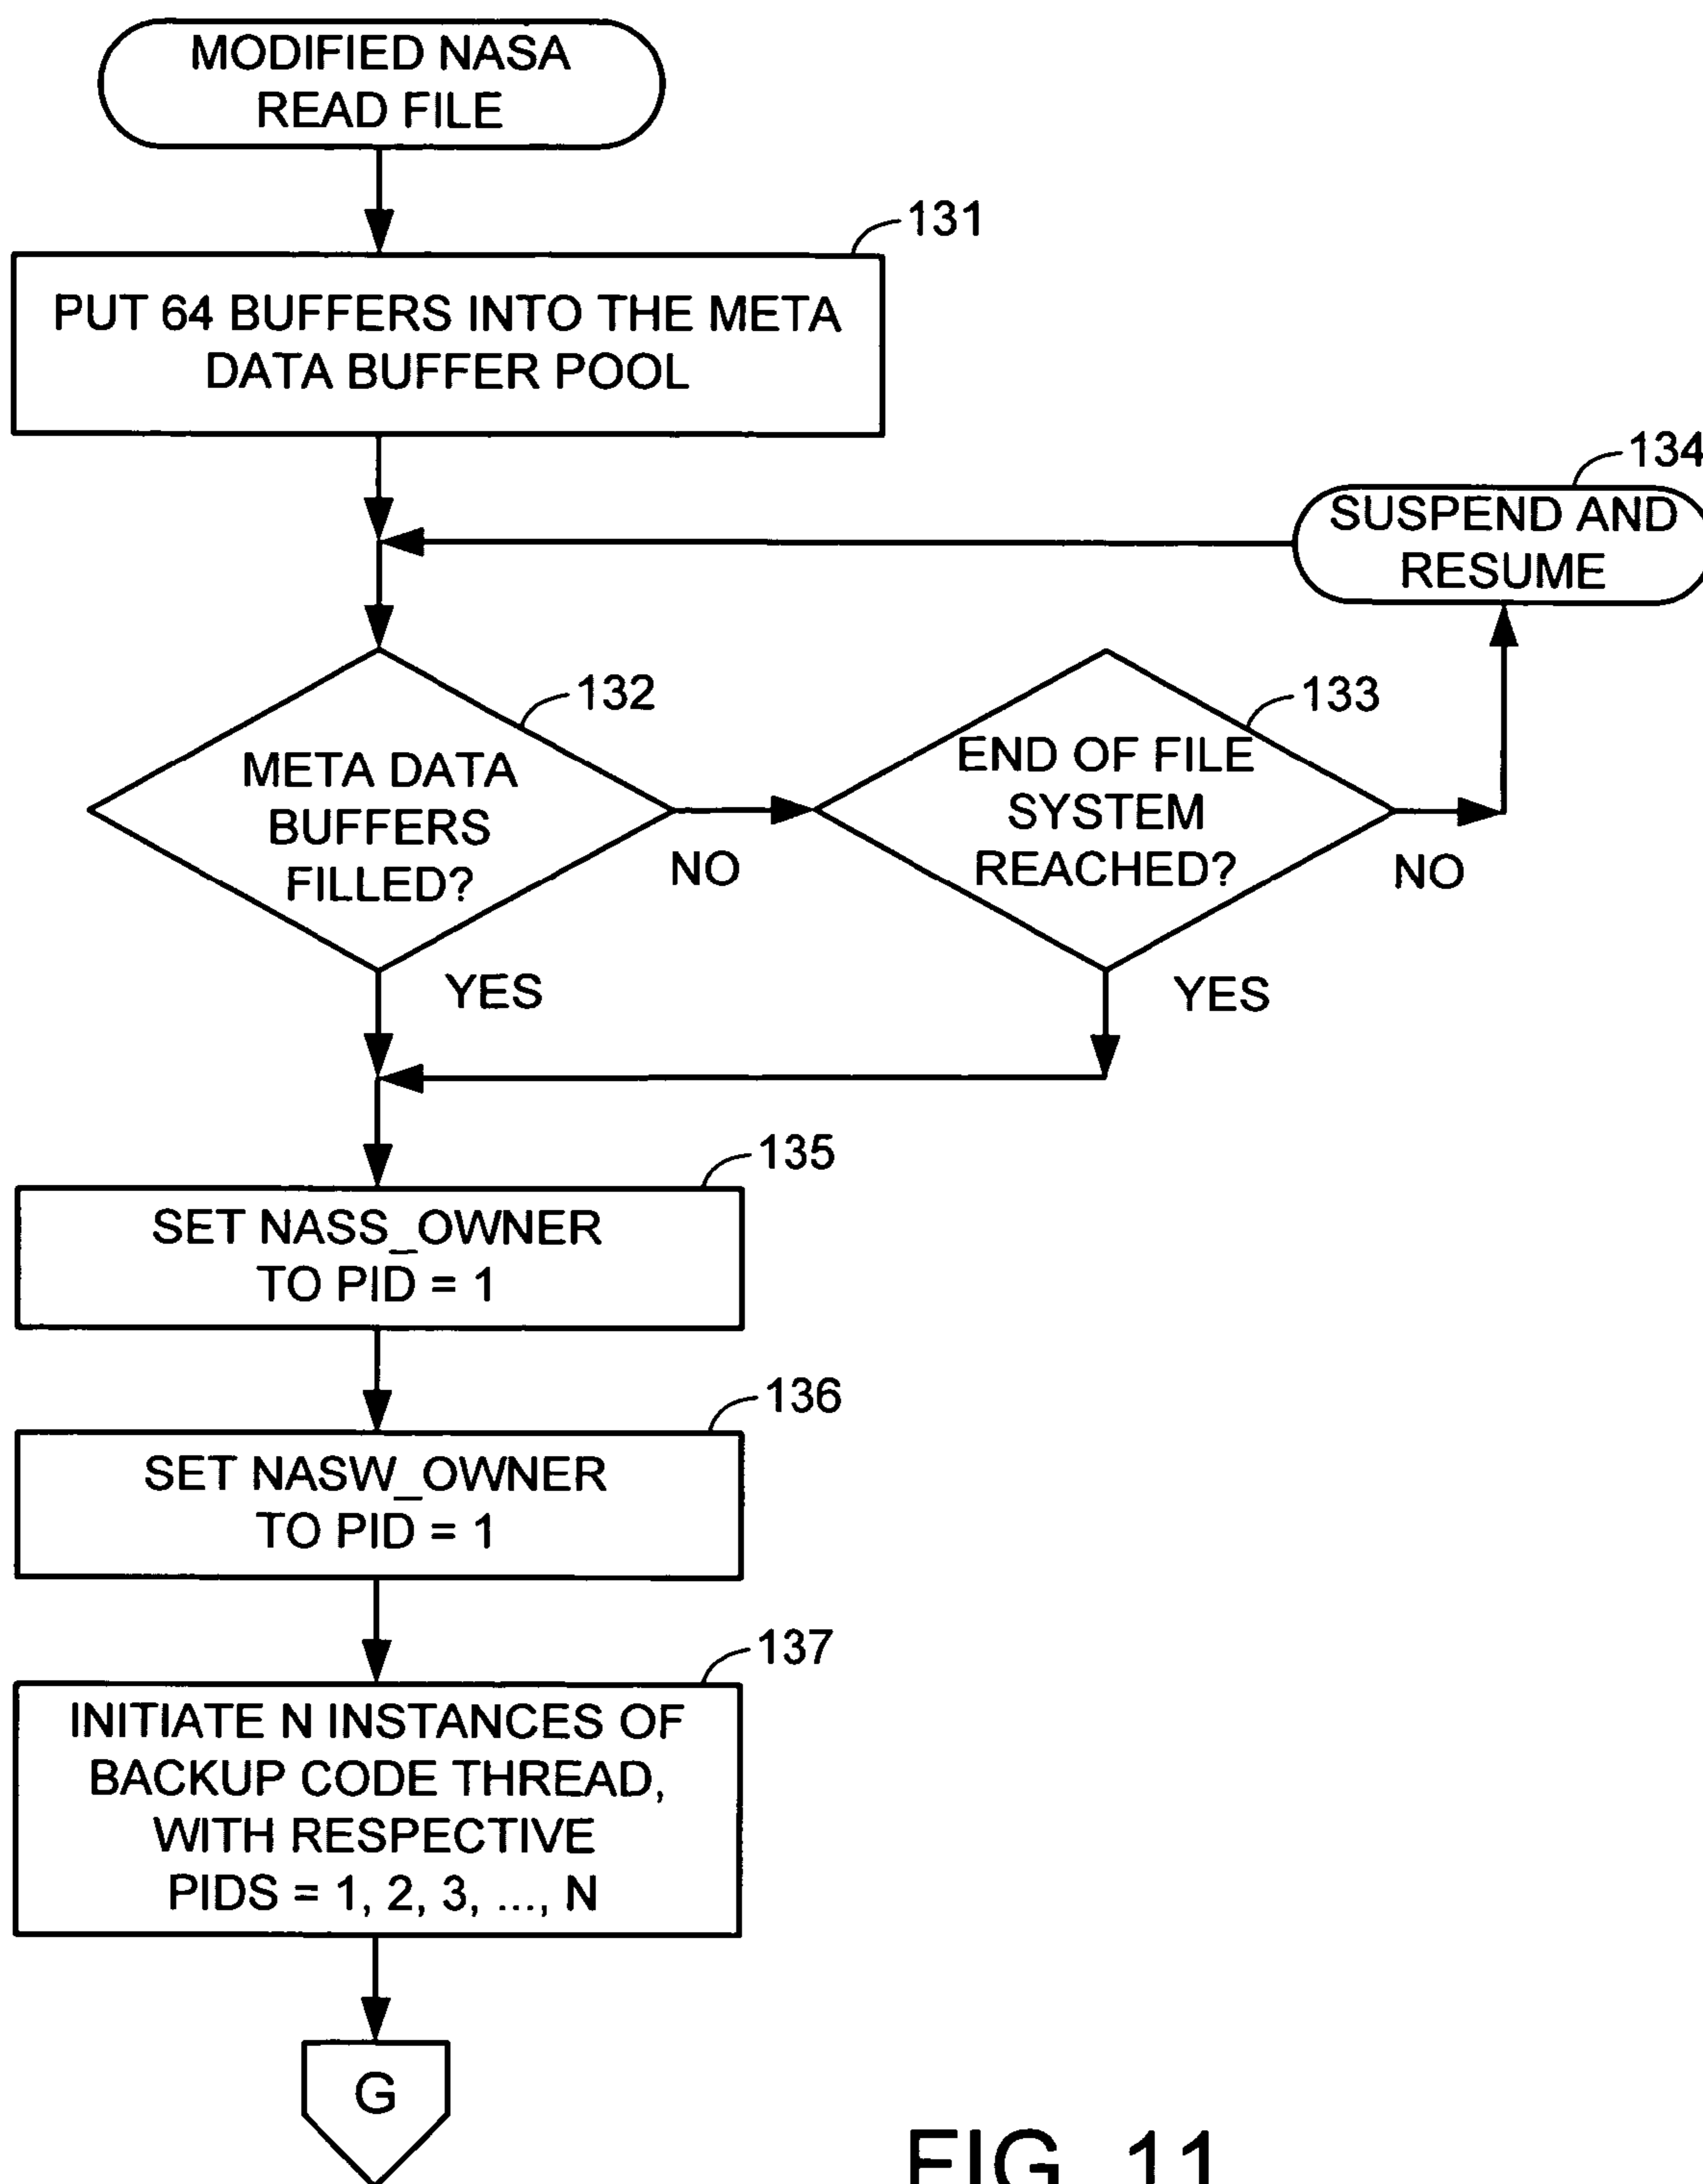 MODIFIED NASA
READ FILE
131
PUT 64 BUFFERS INTO THE META
DATA BUFFER POOL
134
SUSPEND AND
RESUME
132
META DATA
BUFFERS
FILLED?
NO
YES
133
END OF FILE
SYSTEM
REACHED?
NO
YES
135
SET NASS_OWNER
TO PID = 1
136
SET NASW_OWNER
TO PID = 1
137
INITIATE N INSTANCES OF
BACKUP CODE THREAD,
WITH RESPECTIVE
PIDS = 1, 2, 3, ..., N
G
FIG. 11